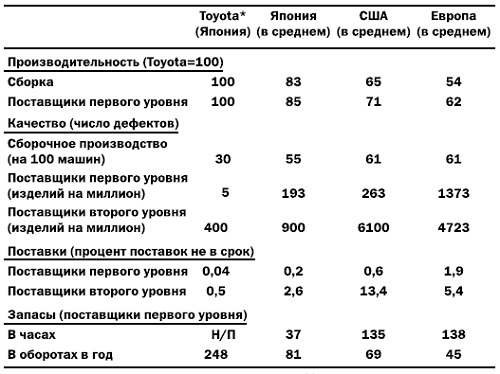 Toyota* Япония США Европа
(Япония) (в среднем) (в среднем) (в среднем)
Производительность (Toyota=100)
Сборка 100 83 65 54
Поставщики первого уровня 100 85 71 62
Качество (число дефектов)
Сборочное производство
(на 100 машин) 30 55 61 61
Поставщики первого уровня
(изделий на миллион) 5 193 263 1373
Поставщики второго уровня
(изделий на миллион) 400 900 6100 4723
Поставки (процент поставок не в срок)
Поставщики первого уровня 0,04 0,2 0,6 1,9
Поставщики второго уровня 0,5 2,6 13,4 5,4
Запасы (поставщики первого уровня)
В часах Н/П 37 135 138
В оборотах в год 248 81 69 45